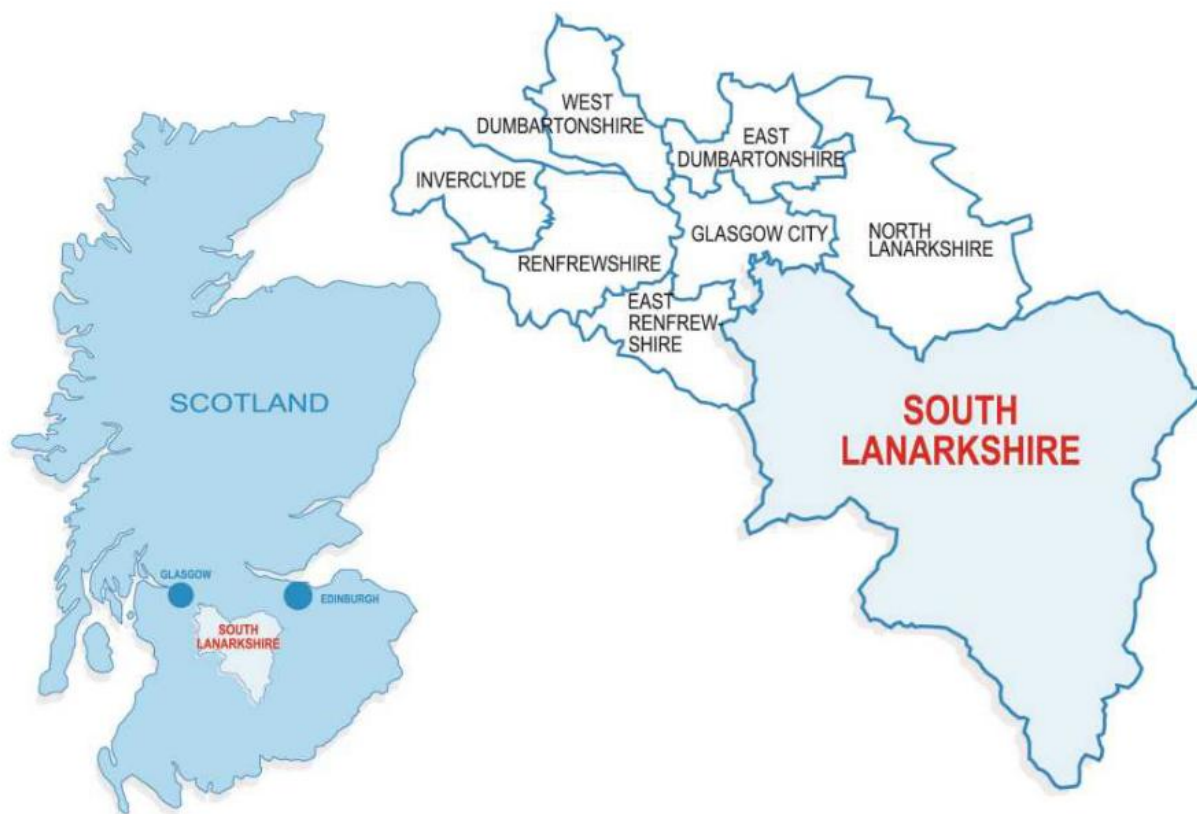 SCOTLAND
GLASGOW
EDINBURGH
SOUTH
LANARKSHIRE
WEST
DUMBARTONSHIRE
EAST
DUMBARTONSHIRE
INVERCLYDE
RENFREWSHIRE
GLASGOW CITY
NORTH
LANARKSHIRE
EAST
RENFREW-
SHIRE
SOUTH
LANARKSHIRE